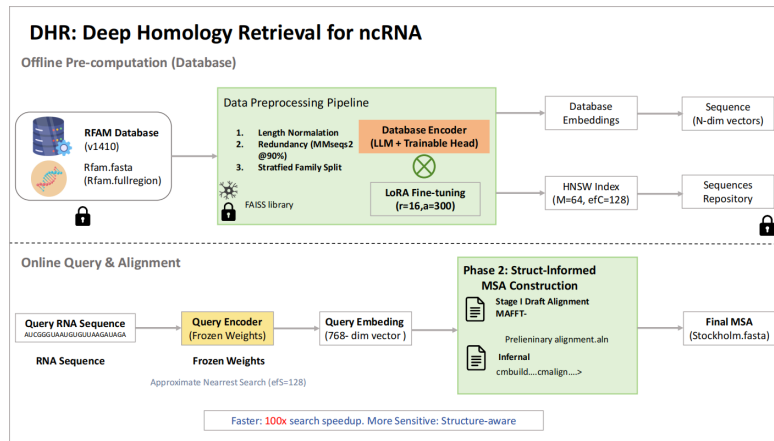 DHR: Deep Homology Retrieval for ncRNA
Offline Pre-computation (Database)
RFAM Database
(v1410)
Rfam.fasta
(Rfam.fullregion)
Data Preprocessing Pipeline
1. Length Normalation
2. Redundancy (MMseqs2
@90%)
3. Stratfied Family Split
FAISS library
Database Encoder
(LLM + Trainable Head)
LoRA Fine-tuning
(r=16,a=300)
Database
Embeddings
Sequence
(N-dim vectors)
HNSW Index
(M=64, efC=128)
Sequences
Repository
Online Query & Alignment
Query RNA Sequence
AUCGGGUAAUGUGUUAAGAUAGA
RNA Sequence
Query Encoder
(Frozen Weights)
Frozen Weights
Approximate Nearrest Search (efS=128)
Query Embeding
(768- dim vector )
Phase 2: Struct-lnformed
MSA Construction
Stage I Draft Alignment
MAFFT-
Prelieninary alignment.aln
Infernal
cmbuild....cmalign....>
Final MSA
(Stockholm.fasta)
Faster: 100x search speedup. More Sensitive: Structure-aware